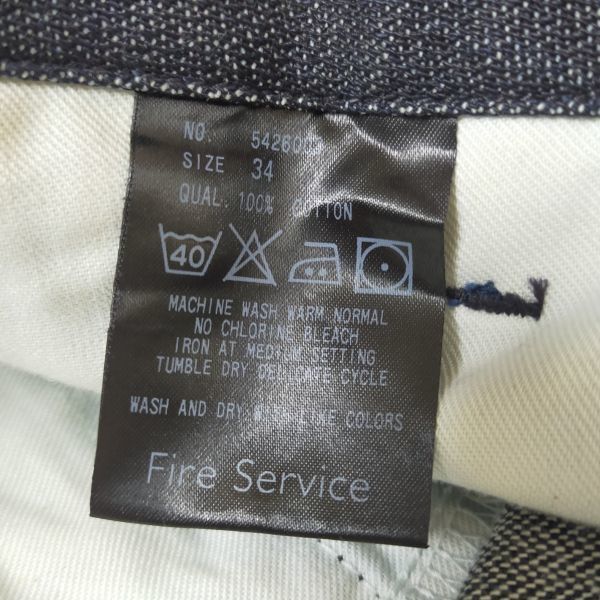 NO.
SIZE 34
QUAL. 100% COTTON
40
MACHINE WASH WARM NORMAL
NO CHLORINE BLEACH
IRON AT MEDIUM SETTING
TUMBLE DRY DELICATE CYCLE
WASH AND DRY WITH LIKE COLORS
Fire Service